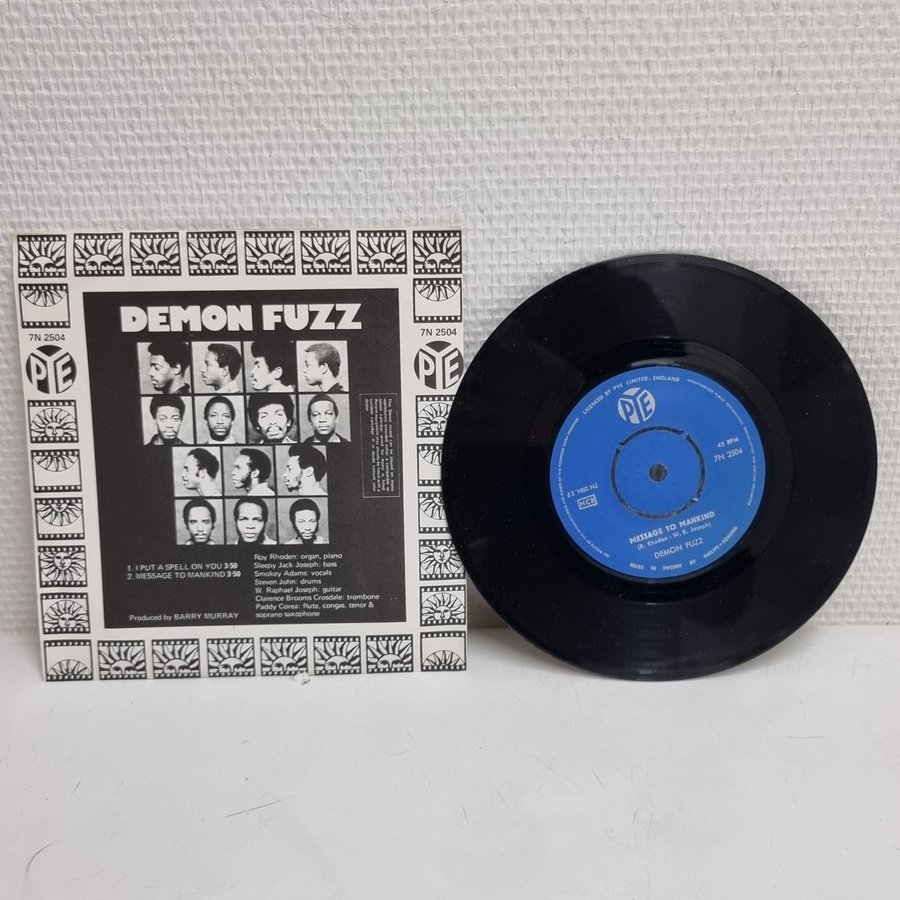 7N 2504
PYE
7N 2504
PYE
DEMON FUZZ
1. I PUT A SPELL ON YOU 3·50
2. MESSAGE TO MANKIND 3·50
Produced by BARRY MURRAY
Roy Rhoden: organ, piano
Sleepy Jack Joseph: bass
Smokey Adams: vocals
Steven John: drums
W. Raphael Joseph: guitar
Clarence Brooms Crosdale: trombone
Paddy Corea: flute, congas, tenor &
soprano saxophone
LICENCED BY PYE LIMITED. ENGLAND
PYE
45 RPM
7N 2504
NCB
MESSAGE TO MANKIND
(R. Rhoden - W. R. Joseph)
DEMON FUZZ
MADE IN SWEDEN BY PHILIPS-SONORA